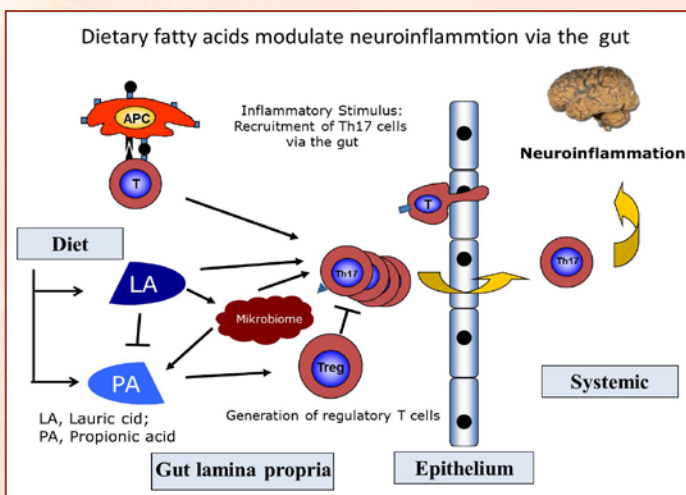 Dietary fatty acids modulate neuroinflammtion via the gut
APC
T
Inflammatory Stimulus:
Recruitment of Th17 cells
via the gut
Neuroinflammation
T
Diet
LA
Th17
Th17
Mikrobiome
PA
Treg
Systemic
LA, Lauric cid;
PA, Propionic acid
Generation of regulatory T cells
Gut lamina propria
Epithelium